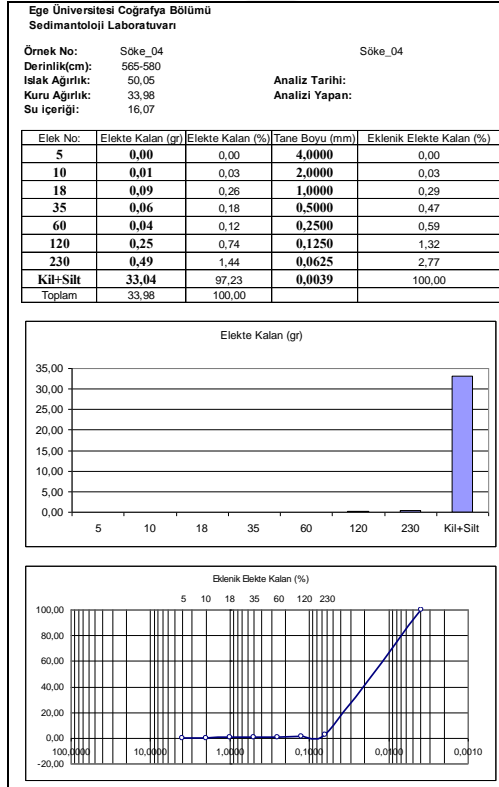 Ege Üniversitesi Coğrafya Bölümü
Sedimantoloji Laboratuvarı
Örnek No: Söke_04 Söke_04
Derinlik(cm): 565-580
Islak Ağırlık: 50,05 Analiz Tarihi:
Kuru Ağırlık: 33,98 Analizi Yapan:
Su içeriği: 16,07
Elek No: Elekte Kalan (gr) Elekte Kalan (%) Tane Boyu (mm) Eklenik Elekte Kalan (%)
5 0,00 0,00 4,0000 0,00
10 0,01 0,03 2,0000 0,03
18 0,09 0,26 1,0000 0,29
35 0,06 0,18 0,5000 0,47
60 0,04 0,12 0,2500 0,59
120 0,25 0,74 0,1250 1,32
230 0,49 1,44 0,0625 2,77
Kil+Silt 33,04 97,23 0,0039 100,00
Toplam 33,98 100,00
Elekte Kalan (gr)
35,00
30,00
25,00
20,00
15,00
10,00
5,00
0,00
5 10 18 35 60 120 230 Kil+Silt
Eklenik Elekte Kalan (%)
5 10 18 35 60 120 230
100,00
80,00
60,00
40,00
20,00
0,00
100,0000 10,0000 1,0000 0,1000 0,0100 0,0010
-20,00